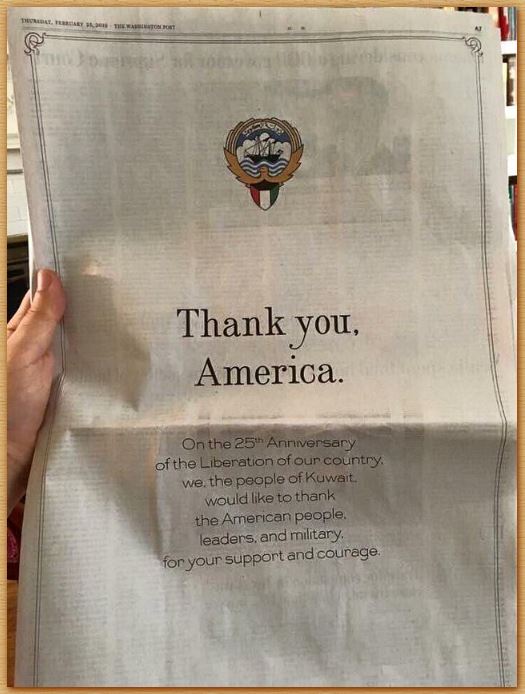 THURSDAY, FEBRUARY 25, 2016 · THE WASHINGTON POST
A7
Thank you,
America.
On the 25th Anniversary
of the Liberation of our country,
we, the people of Kuwait,
would like to thank
the American people,
leaders, and military,
for your support and courage.